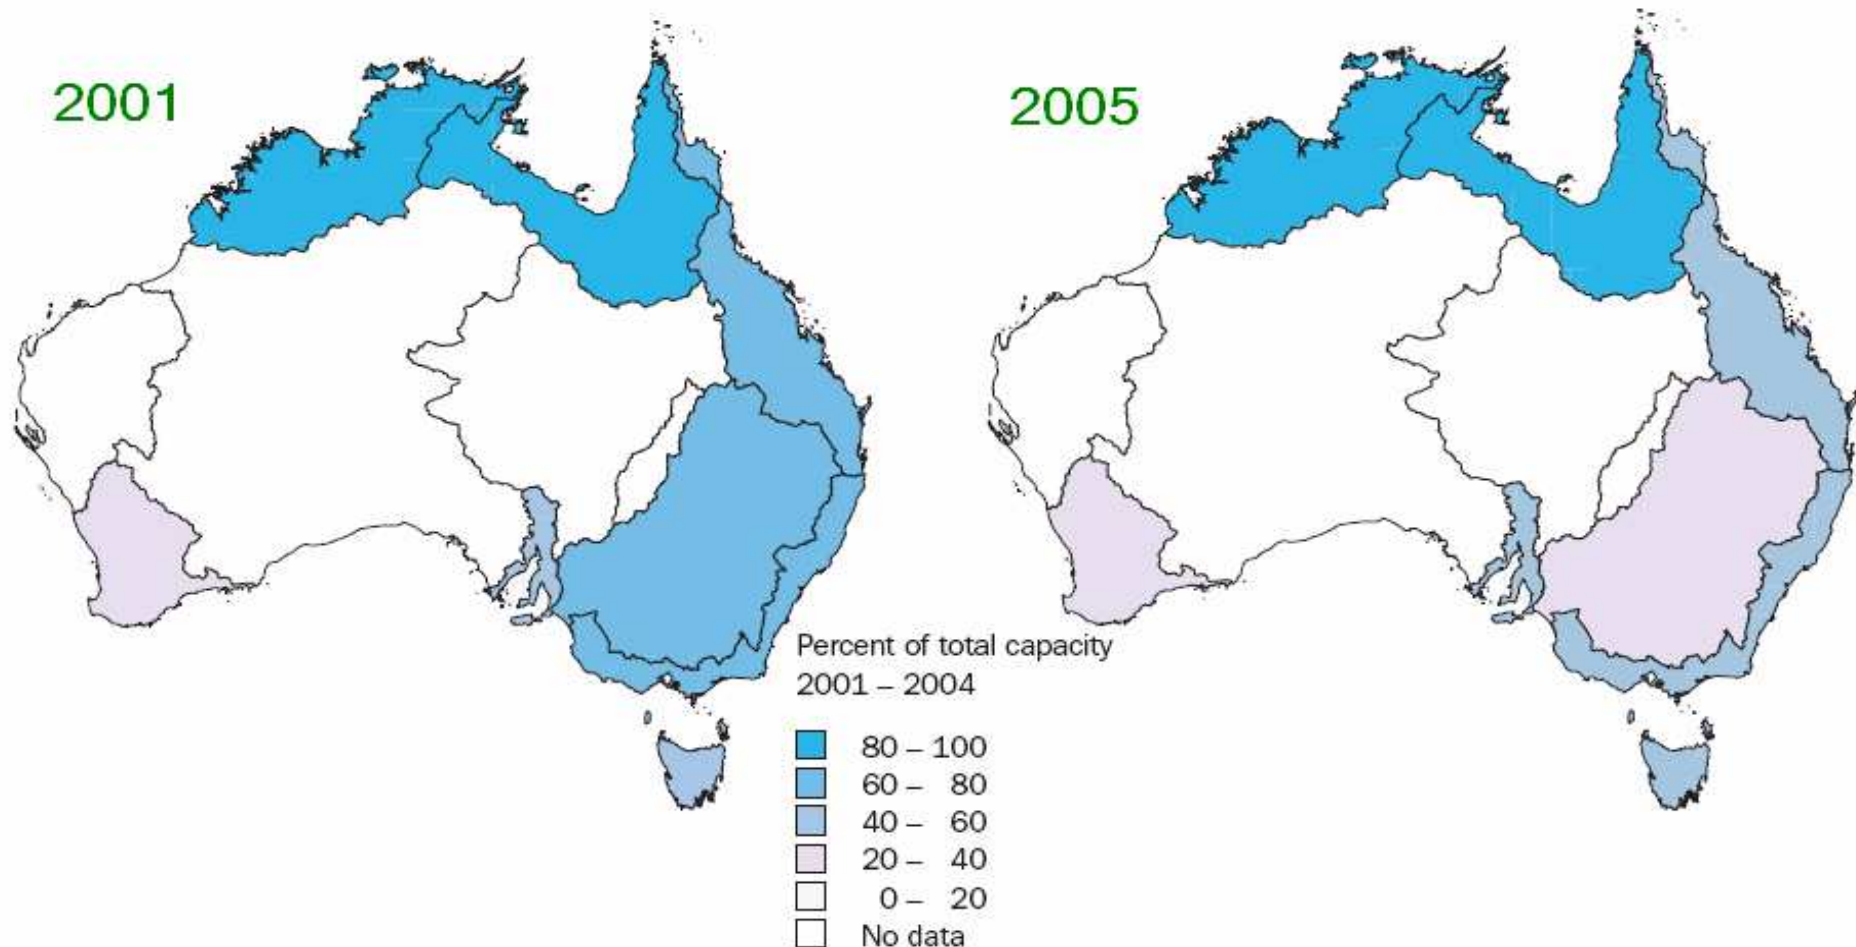 2001
2005
Percent of total capacity
2001 – 2004
80 – 100
60 – 80
40 – 60
20 – 40
0 – 20
No data